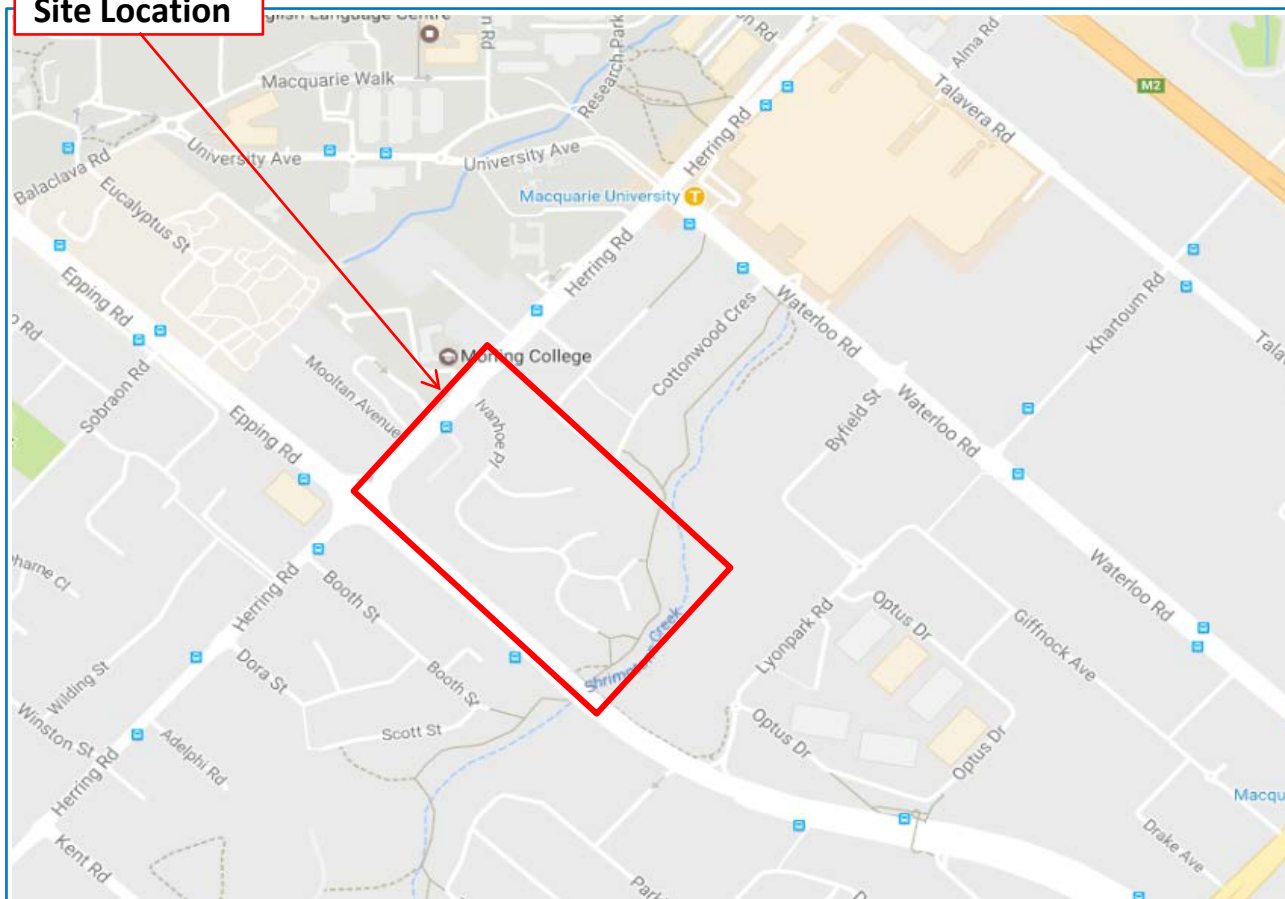 Site Location
English Language Centre
Macquarie Walk
Research Park
Alma Rd
M2
Talavera Rd
Herring Rd
University Ave
University Ave
Balaclava Rd
Eucalyptus St
Macquarie University
T
Herring Rd
Waterloo Rd
Khartoum Rd
Epping Rd
Cottonwood Cres
Morling College
Mooltan Avenue
Ivanhoe Pl
Sobraon Rd
Epping Rd
Byfield St
Waterloo Rd
Waterloo Rd
Herring Rd
Booth St
Optus Dr
Giffnock Ave
Lyonpark Rd
Shrimptons Creek
Dora St
Booth St
Wilding St
Scott St
Winston St
Adelphi Rd
Optus Dr
Optus Dr
Herring Rd
Macqu
Drake Ave
Kent Rd
Park